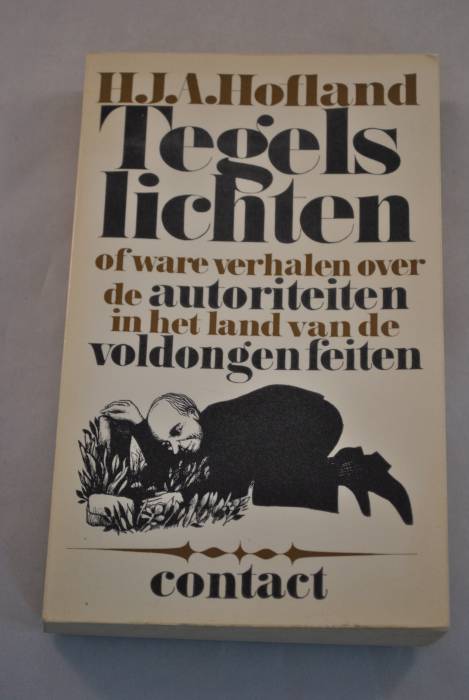 H.J.A.Hofland
Tegels
lichten
of ware verhalen over
de autoriteiten
in het land van de
voldongen feiten
contact